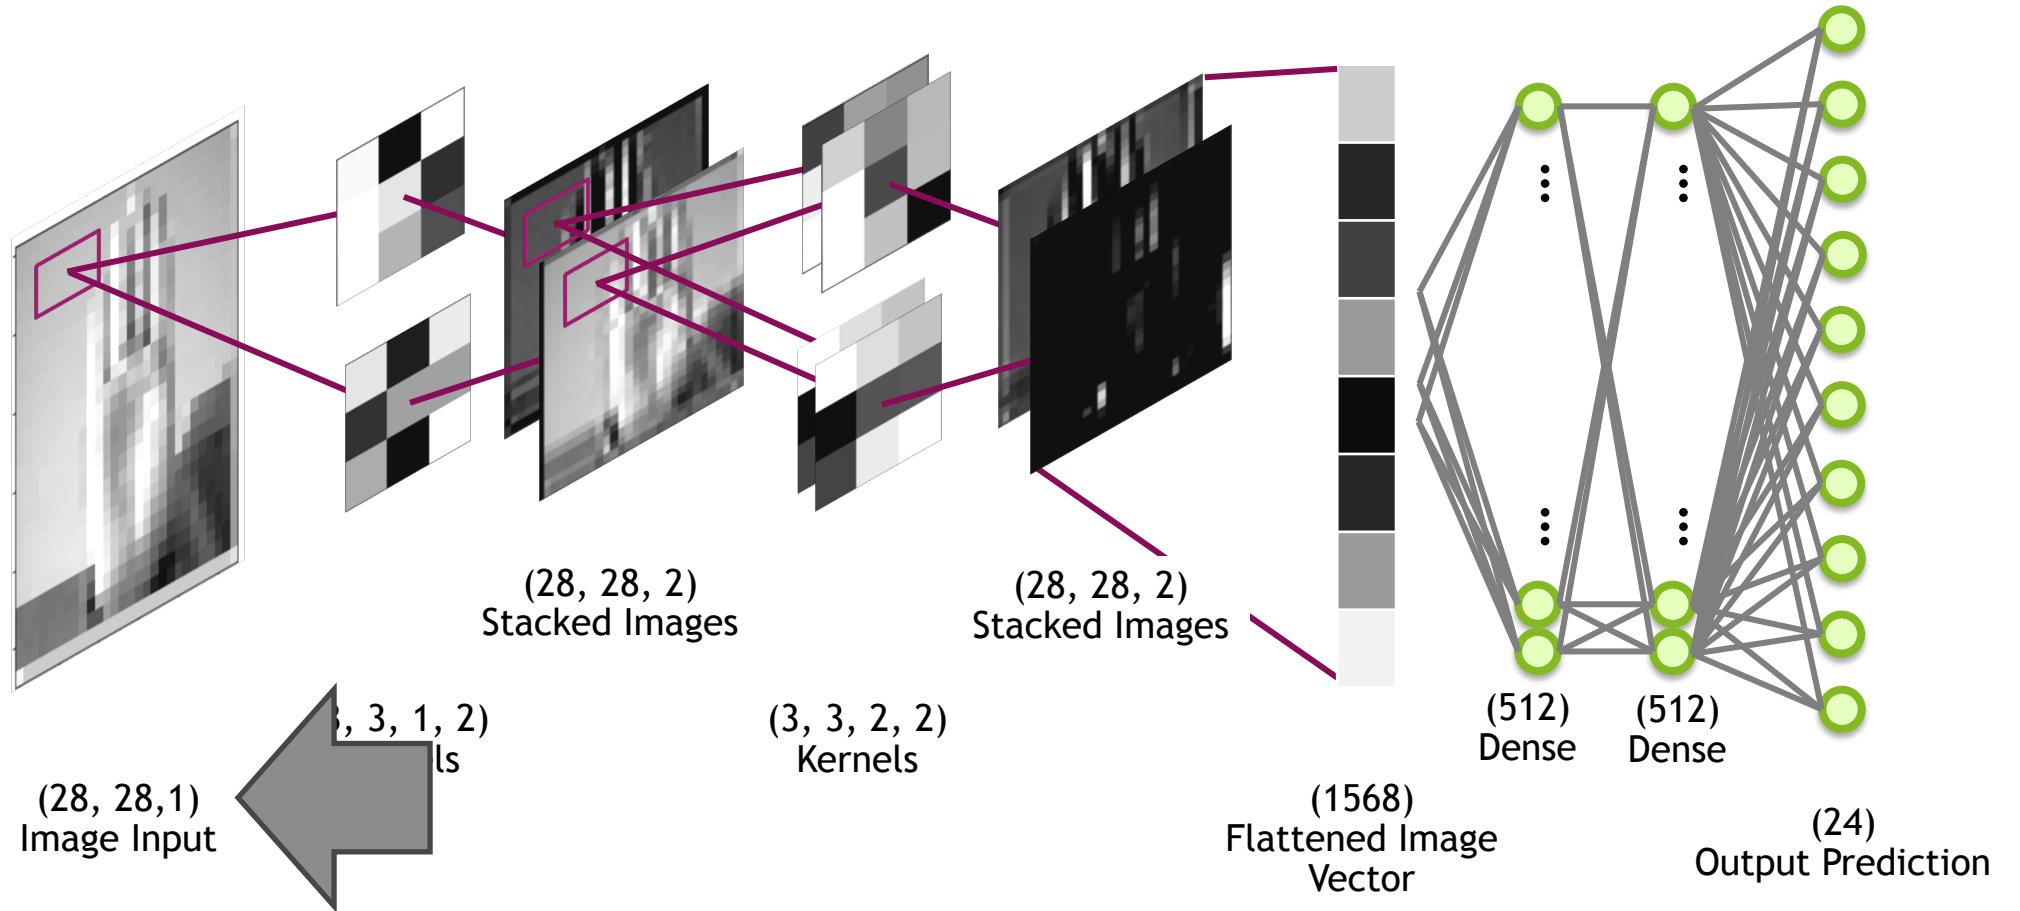 (28, 28, 2)
Stacked Images
(28, 28, 2)
Stacked Images
3, 1, 2)
(3, 3, 2, 2)
Kernels
(512)
Dense
(512)
Dense
(28, 28,1)
Image Input
(1568)
Flattened Image
Vector
(24)
Output Prediction